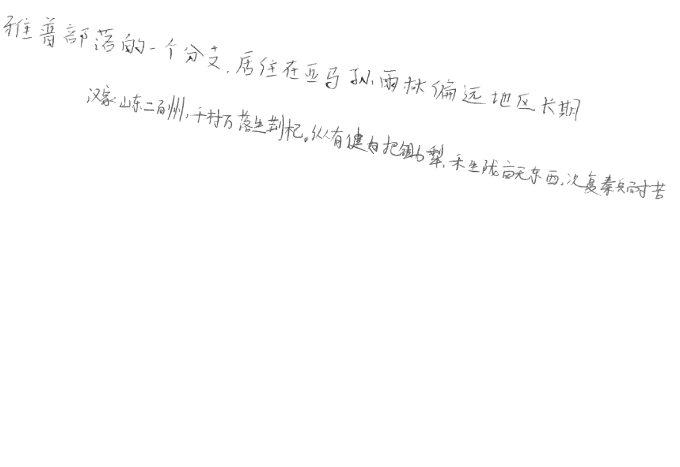 雅普部落的一个分支,居住在亚马孙雨林偏远地区长期
汉家山东二百州,千村万落生荆杞。纵有健妇把锄犁,禾生陇亩无东西。况复秦兵耐苦